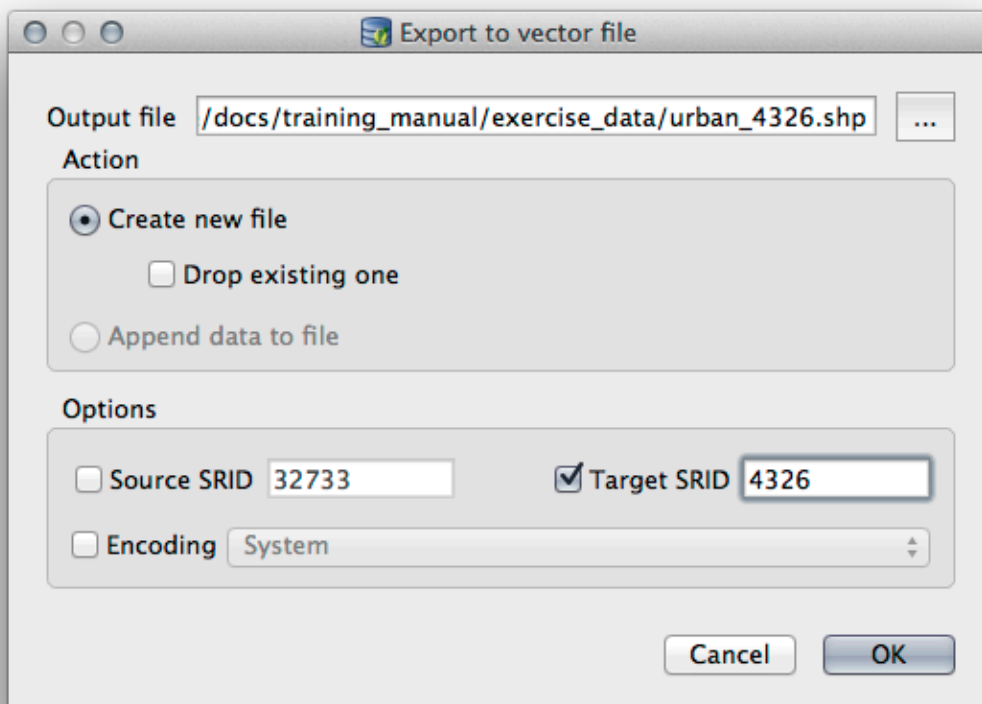 Export to vector file
Output file /docs/training_manual/exercise_data/urban_4326.shp ...
Action
Create new file
Drop existing one
Append data to file
Options
Source SRID 32733 Target SRID 4326
Encoding System
Cancel OK